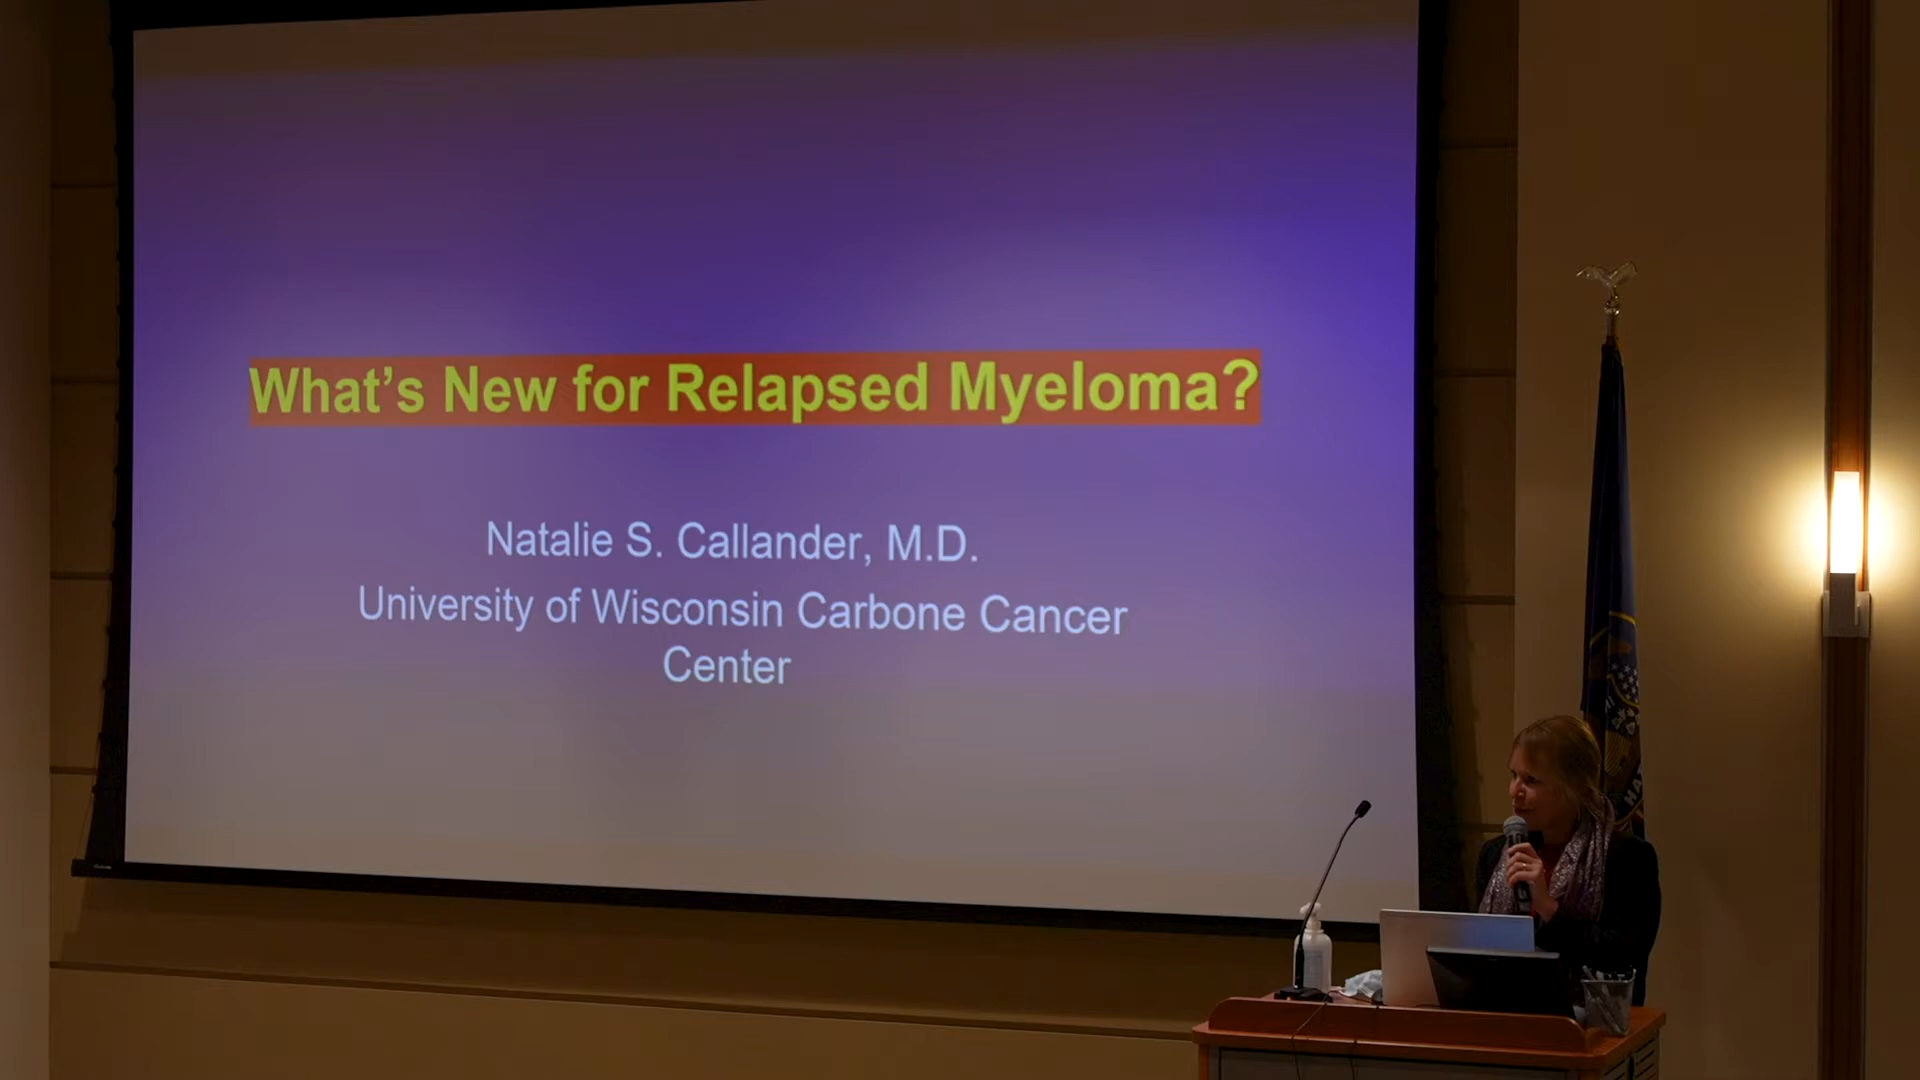 What's New for Relapsed Myeloma?
Natalie S. Callander, M.D.
University of Wisconsin Carbone Cancer
Center